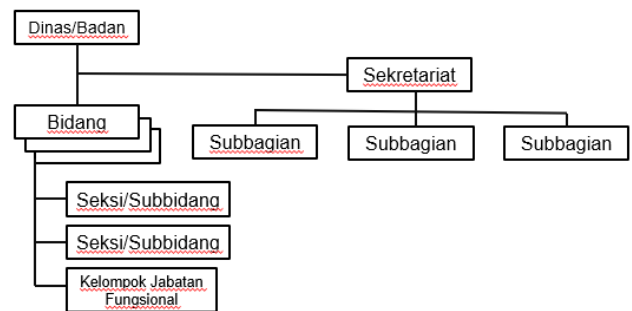 Dinas/Badan
Sekretariat
Bidang
Subbagian
Subbagian
Subbagian
Seksi/Subbidang
Seksi/Subbidang
Kelompok Jabatan
Fungsional